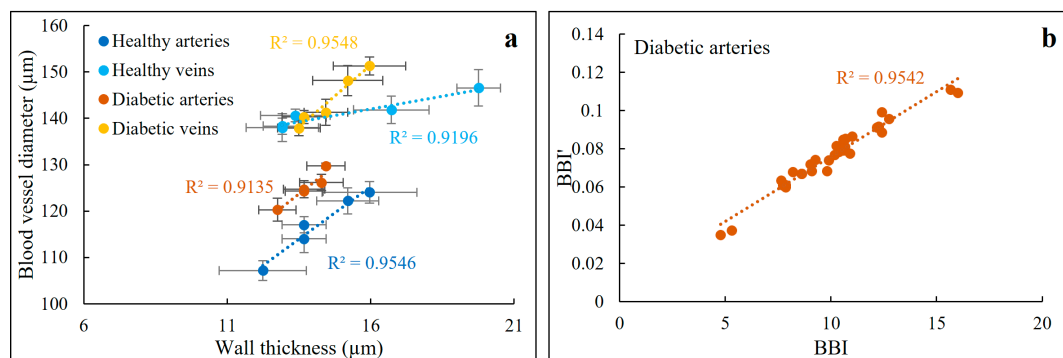 a
Healthy arteries
Healthy veins
Diabetic arteries
Diabetic veins
R² = 0.9548
R² = 0.9196
R² = 0.9135
R² = 0.9546
160
150
140
130
120
110
100
6
11
16
21
Blood vessel diameter (μm)
Wall thickness (μm)
b
Diabetic arteries
R² = 0.9542
0.14
0.12
0.1
0.08
0.06
0.04
0.02
0
0
5
10
15
20
BBI'
BBI